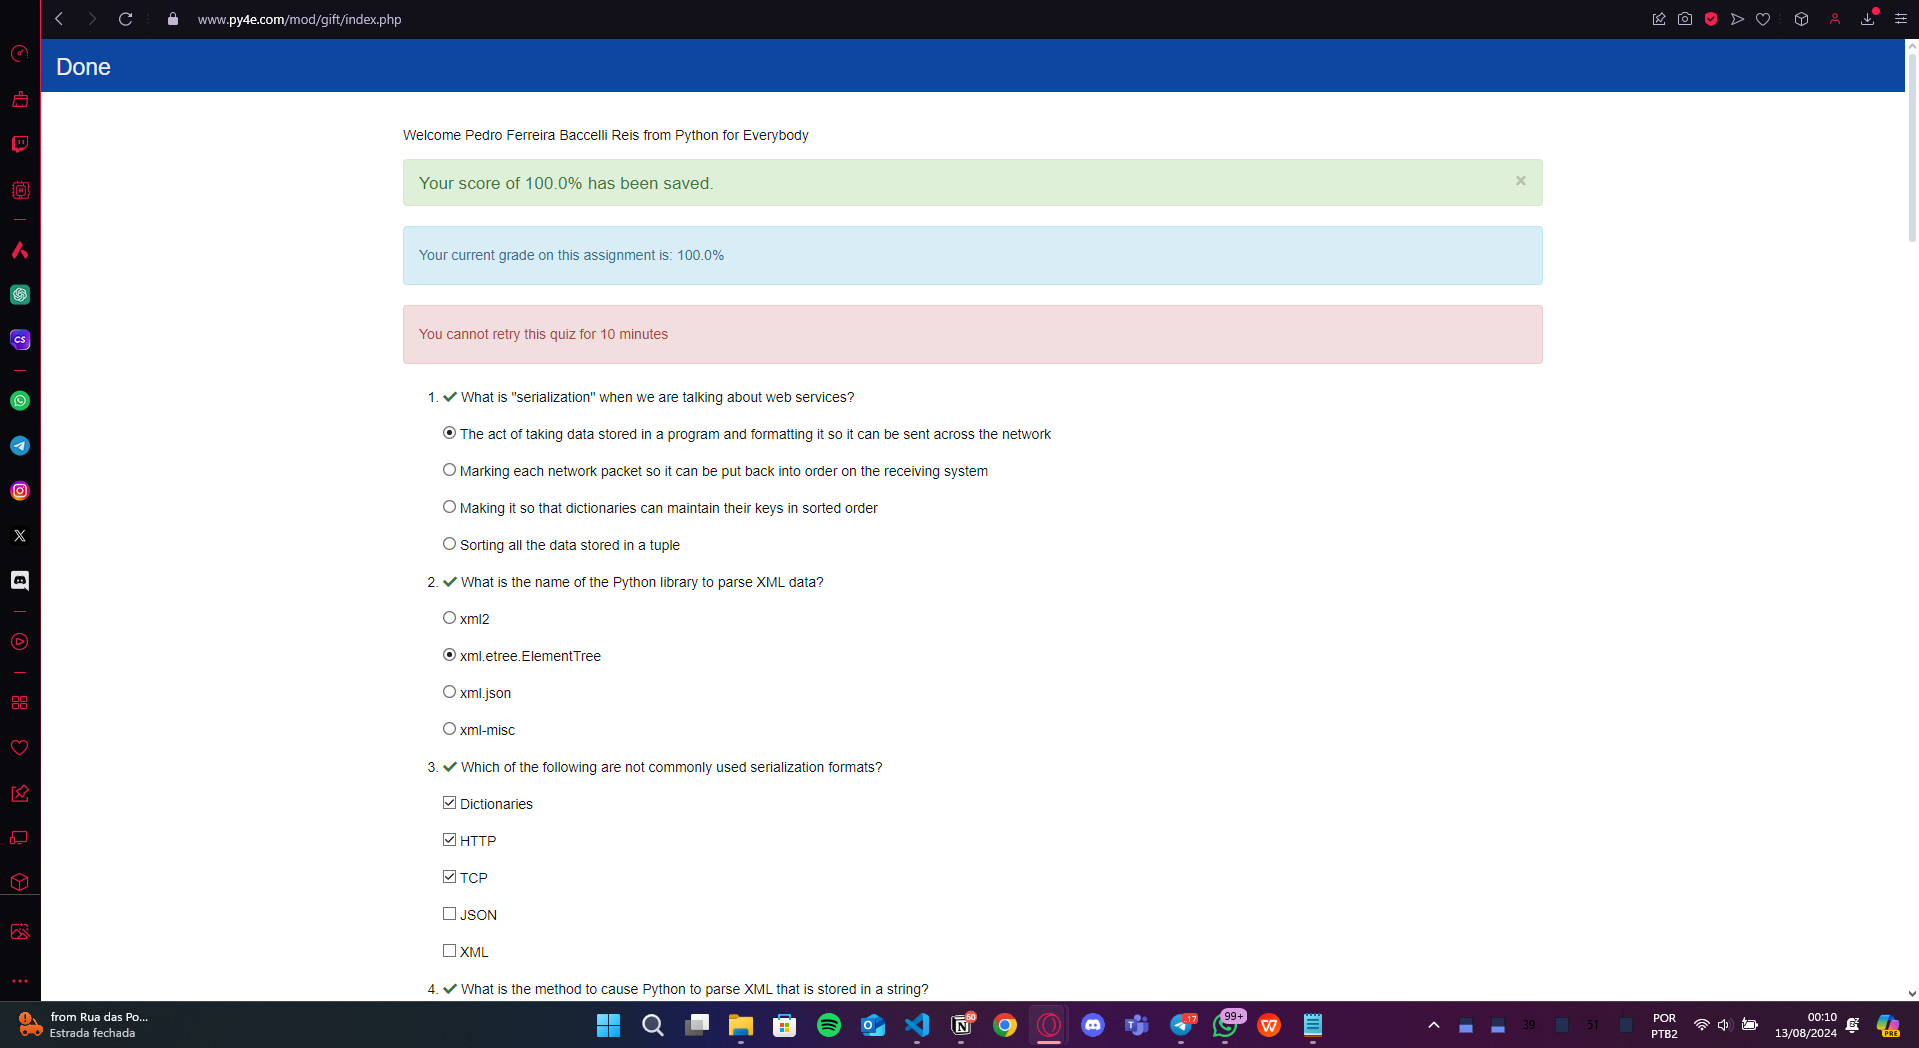 www.py4e.com/mod/gift/index.php
Done
Welcome Pedro Ferreira Baccelli Reis from Python for Everybody
Your score of 100.0% has been saved.
×
Your current grade on this assignment is: 100.0%
You cannot retry this quiz for 10 minutes
1. What is "serialization" when we are talking about web services?
The act of taking data stored in a program and formatting it so it can be sent across the network
Marking each network packet so it can be put back into order on the receiving system
Making it so that dictionaries can maintain their keys in sorted order
Sorting all the data stored in a tuple
2. What is the name of the Python library to parse XML data?
xml2
xml.etree.ElementTree
xml.json
xml-misc
3. Which of the following are not commonly used serialization formats?
Dictionaries
HTTP
TCP
JSON
XML
4. What is the method to cause Python to parse XML that is stored in a string?
CS
from Rua das Po...
Estrada fechada
99+
39
51
POR
PTB2
00:10
13/08/2024
PRE